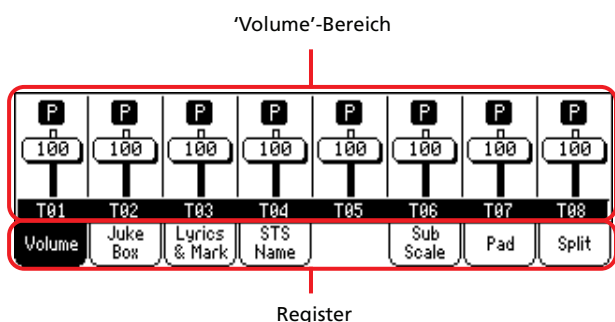 ‘Volume’-Bereich
P P P P P P P P
100 100 100 100 100 100 100 100
T01 T02 T03 T04 T05 T06 T07 T08
Volume Juke Box Lyrics & Mark STS Name Sub Scale Pad Split
Register